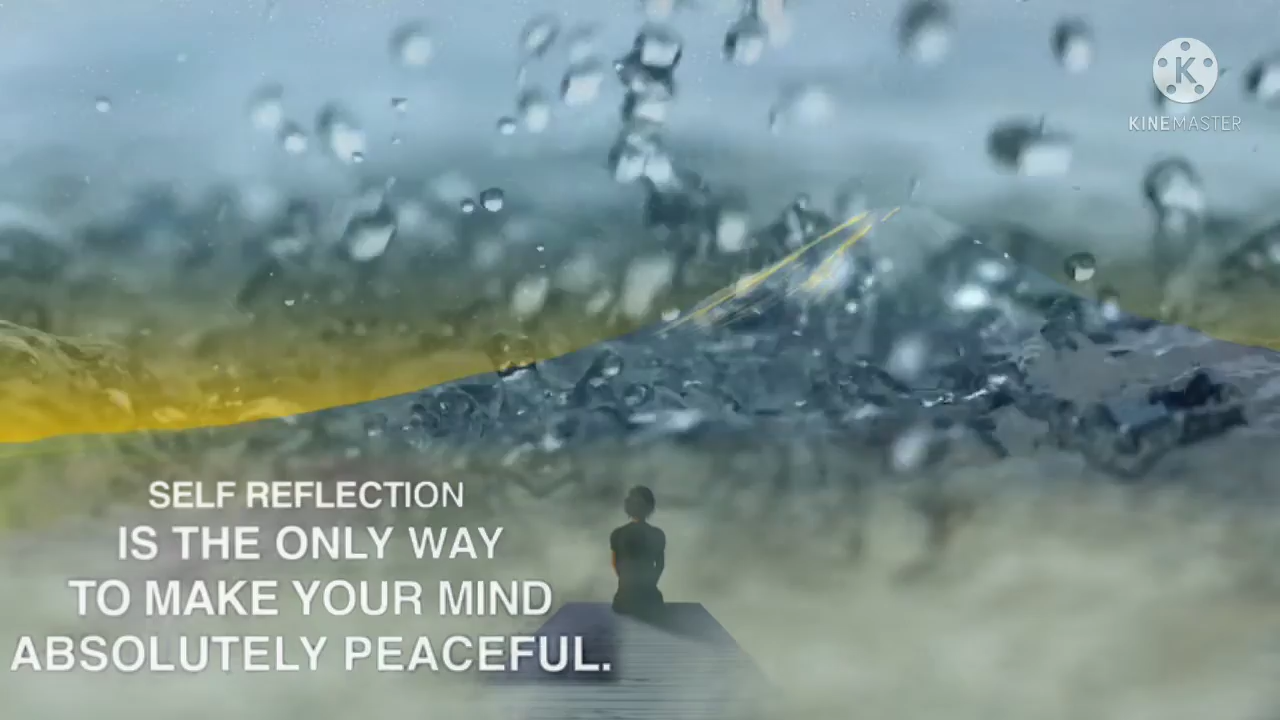 K
KINEMASTER
SELF REFLECTION
IS THE ONLY WAY
TO MAKE YOUR MIND
ABSOLUTELY PEACEFUL.